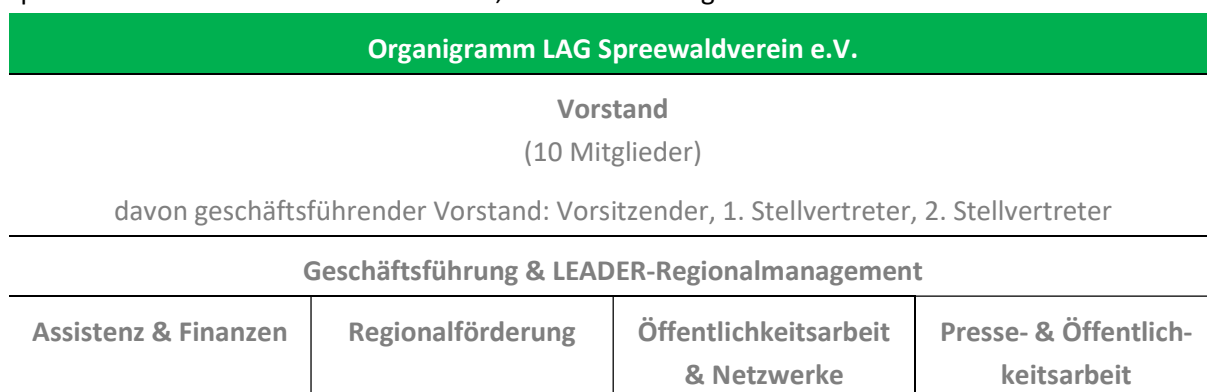 Organigramm LAG Spreewaldverein e.V.
Vorstand
(10 Mitglieder)
davon geschäftsführender Vorstand: Vorsitzender, 1. Stellvertreter, 2. Stellvertreter
Geschäftsführung & LEADER-Regionalmanagement
Assistenz & Finanzen
Regionalförderung
Öffentlichkeitsarbeit
& Netzwerke
Presse- & Öffentlich-
keitsarbeit